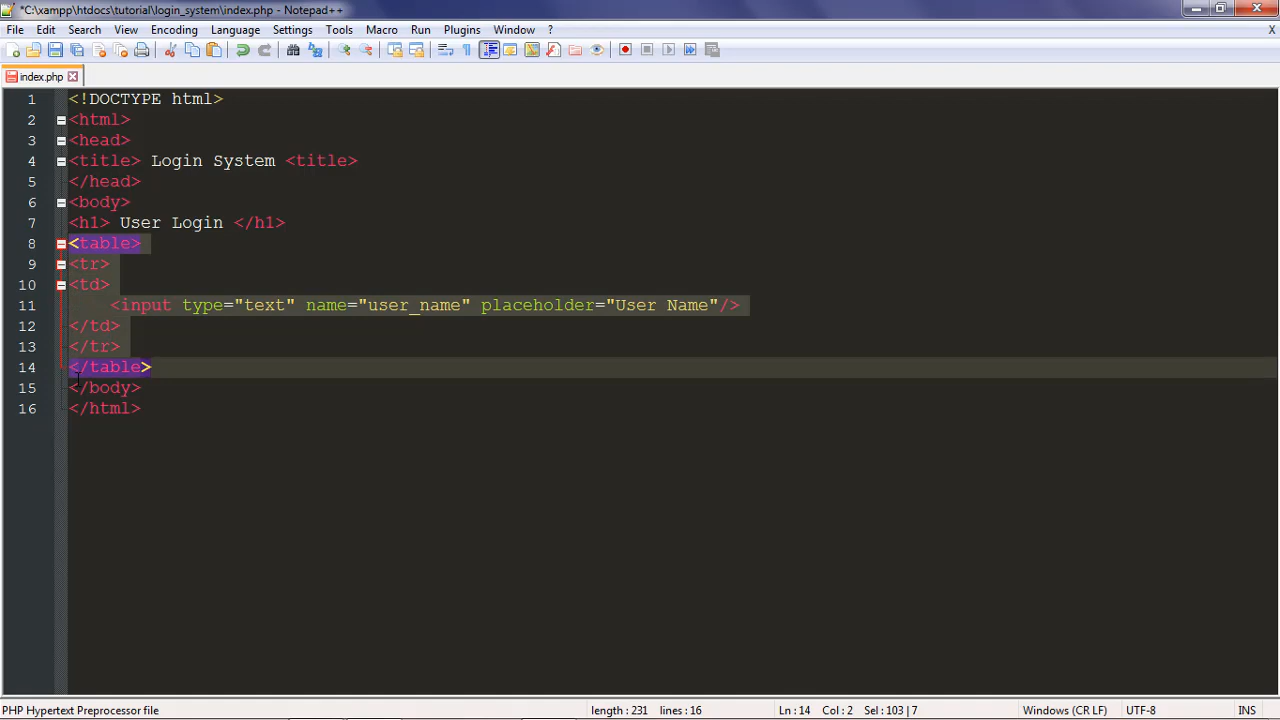 *C:\xampp\htdocs\tutorial\login_system\index.php - Notepad++
File Edit Search View Encoding Language Settings Tools Macro Run Plugins Window ? X
index.php
1 <!DOCTYPE html>
2 <html>
3 <head>
4 <title> Login System <title>
5 </head>
6 <body>
7 <h1> User Login </h1>
8 <table>
9 <tr>
10 <td>
11 <input type="text" name="user_name" placeholder="User Name"/>
12 </td>
13 </tr>
14 </table>
15 </body>
16 </html>
PHP Hypertext Preprocessor file length : 231 lines : 16 Ln : 14 Col : 2 Sel : 103 | 7 Windows (CR LF) UTF-8 INS